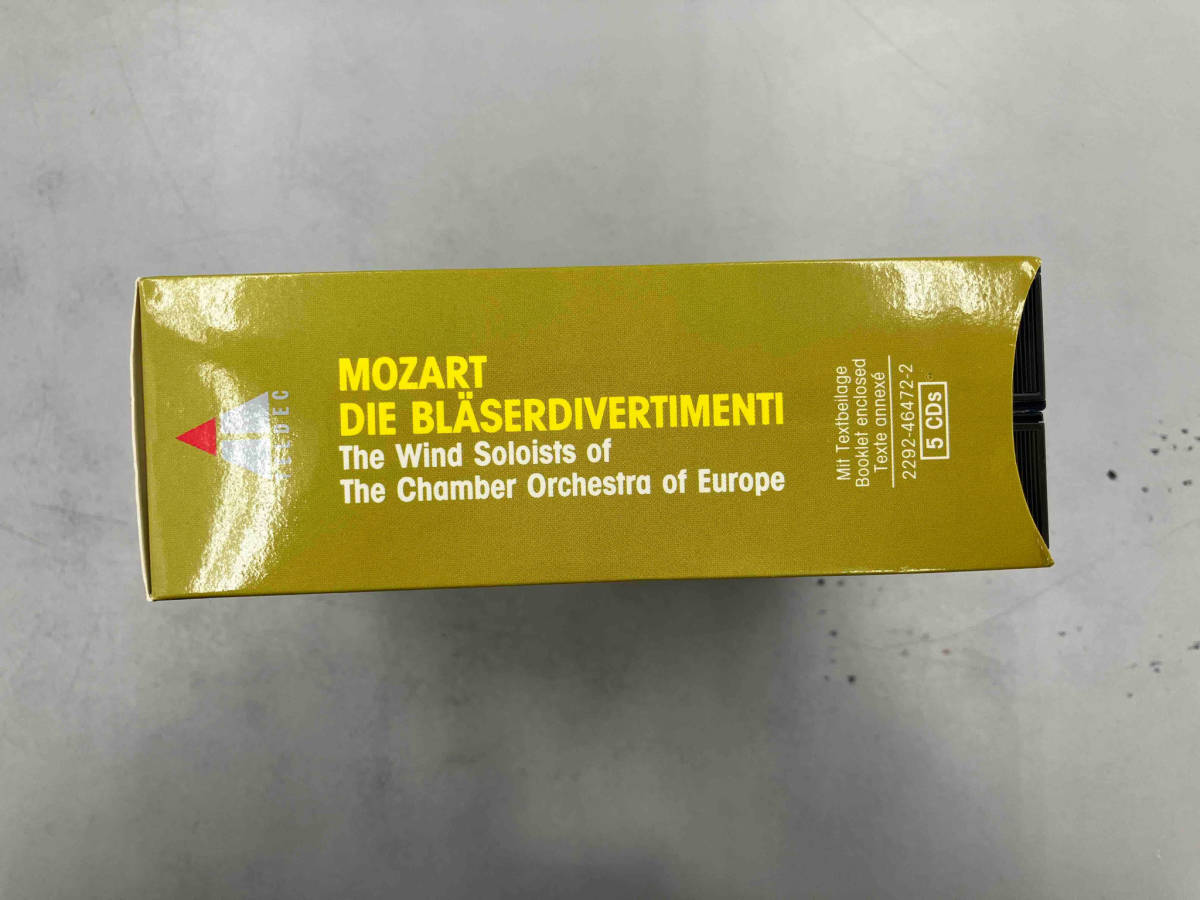 TELDEC
MOZART
DIE BLÄSERDIVERTIMENTI
The Wind Soloists of
The Chamber Orchestra of Europe
Mit Textbeilage
Booklet enclosed
Texte annexé
2292-46472-2
5 CDs